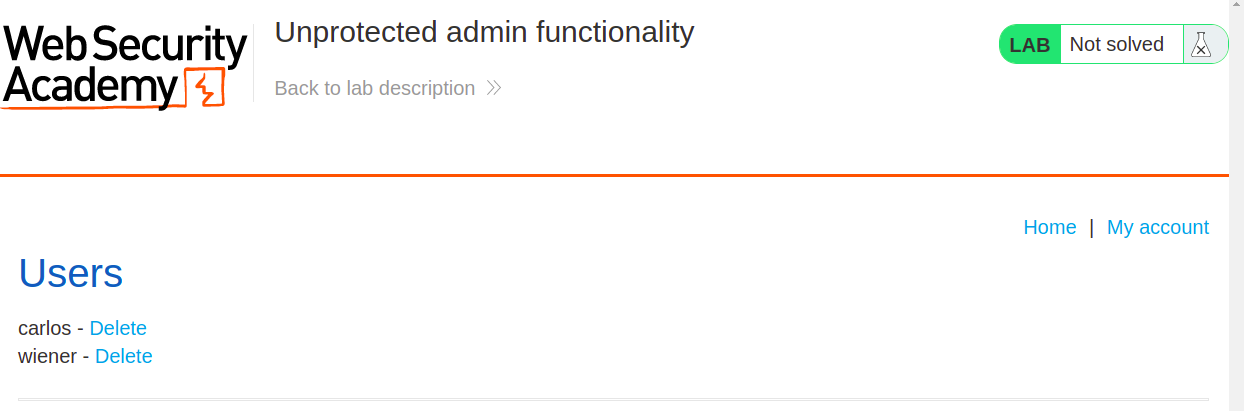 Web Security
Academy
Unprotected admin functionality
Back to lab description
LAB Not solved
Home | My account
Users
carlos - Delete
wiener - Delete